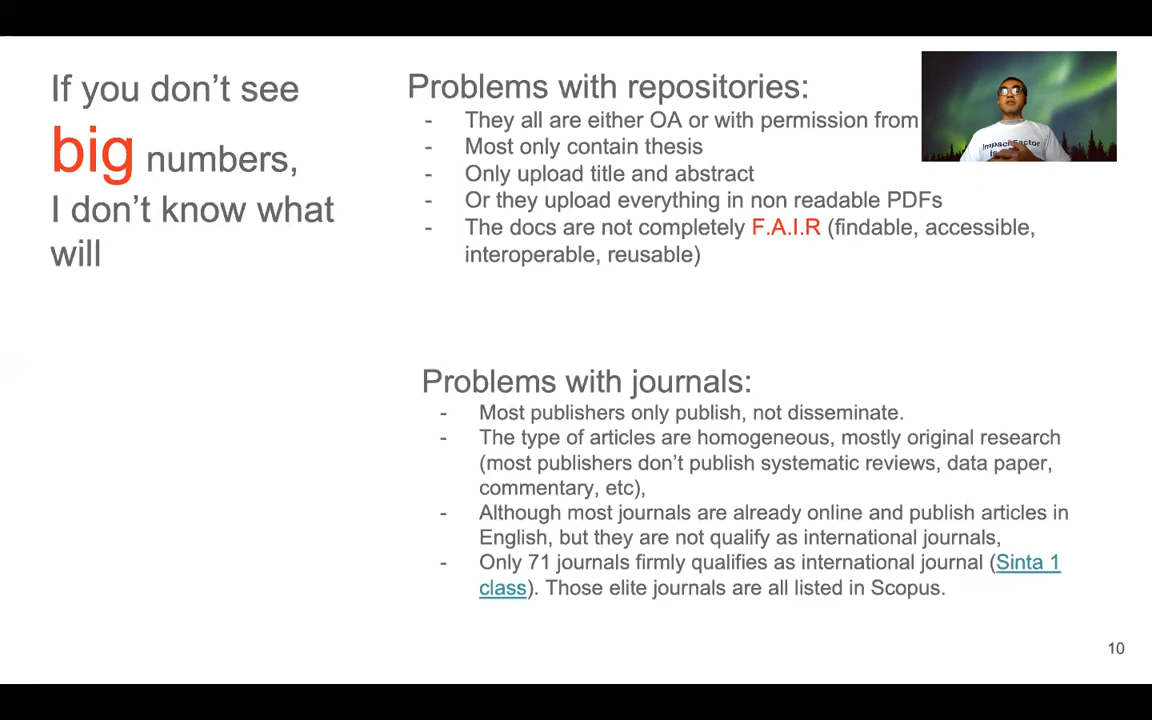 If you don't see
big numbers,
I don't know what
will
Problems with repositories:
- They all are either OA or with permission from
- Most only contain thesis
- Only upload title and abstract
- Or they upload everything in non readable PDFs
- The docs are not completely F.A.I.R (findable, accessible,
interoperable, reusable)
Impact Factor
Problems with journals:
- Most publishers only publish, not disseminate.
- The type of articles are homogeneous, mostly original research
(most publishers don't publish systematic reviews, data paper,
commentary, etc),
- Although most journals are already online and publish articles in
English, but they are not qualify as international journals,
- Only 71 journals firmly qualifies as international journal (Sinta 1
class). Those elite journals are all listed in Scopus.
10